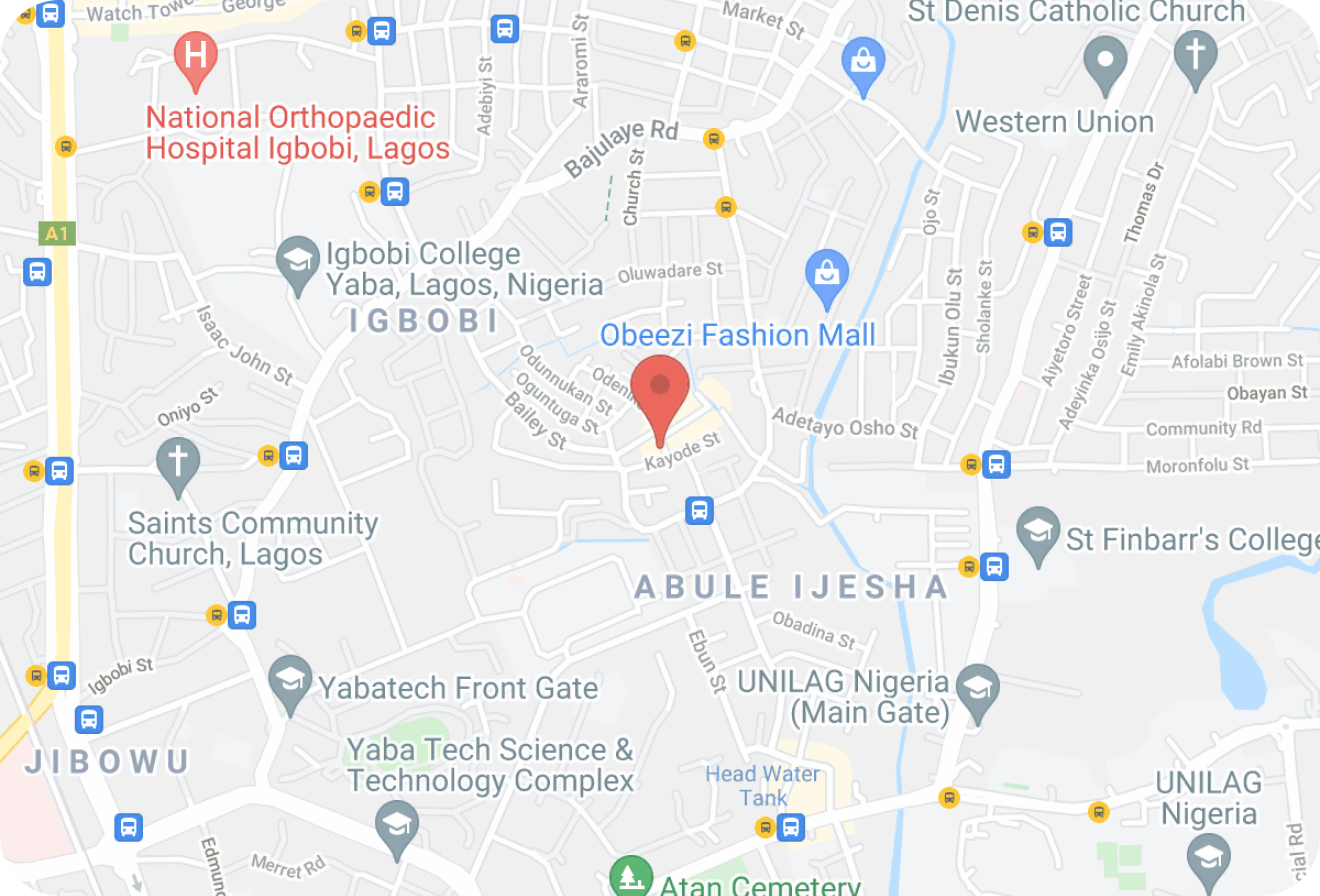 Watch Tower
George
Market St
St Denis Catholic Church
Adebiyi St
Araromi St
National Orthopaedic
Hospital Igbobi, Lagos
Bajulaye Rd
Church St
Western Union
Thomas Dr
Ojo St
A1
Igbobi College
Yaba, Lagos, Nigeria
IGBOBI
Oluwadare St
Obeezi Fashion Mall
Ibukun Olu St
Sholanke St
Aiyetoro Street
Adeyinka Osijo St
Emily Akinola St
Isaac John St
Oniyo St
Odunnukan St
Oguntuga St
Bailey St
Kayode St
Adetayo Osho St
Afolabi Brown St
Obayan St
Community Rd
Moronfolu St
Saints Community
Church, Lagos
St Finbarr's College
ABULE IJESHA
Obadina St
Ebun St
Igbobi St
Yabatech Front Gate
UNILAG Nigeria
(Main Gate)
JIBOWU
Yaba Tech Science &
Technology Complex
Head Water
Tank
UNILAG
Nigeria
Merret Rd
Atan Cemetery